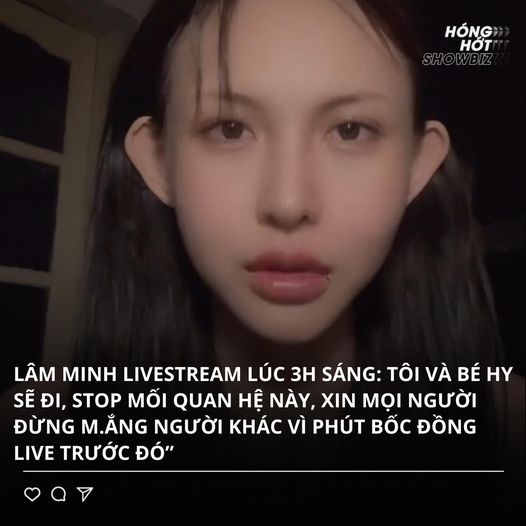 HÓNG
HỚT
SHOWBIZ
LÂM MINH LIVESTREAM LÚC 3H SÁNG: TÔI VÀ BÉ HY
SẼ ĐI, STOP MỐI QUAN HỆ NÀY, XIN MỌI NGƯỜI
ĐỪNG M.ẮNG NGƯỜI KHÁC VÌ PHÚT BỐC ĐỒNG
LIVE TRƯỚC ĐÓ”